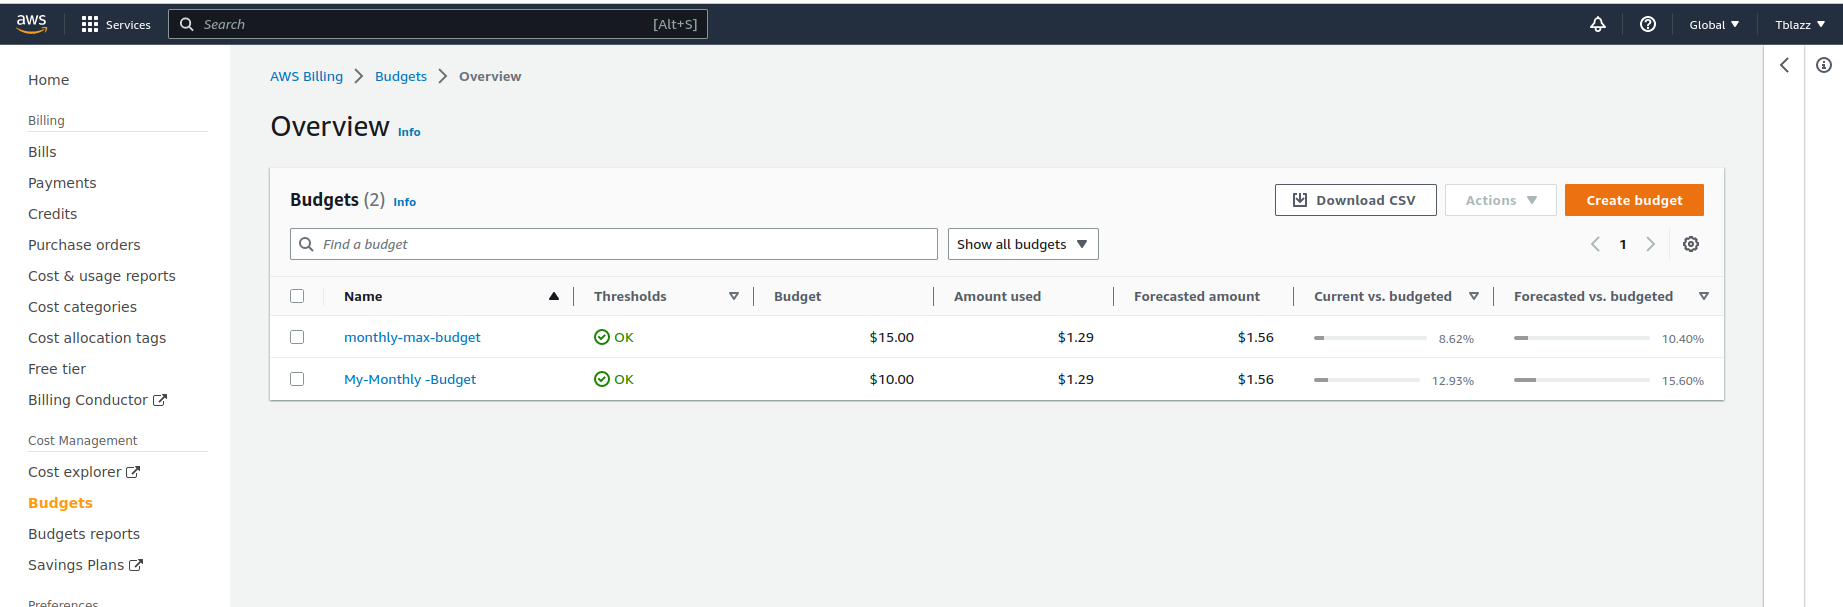 aws Services Search [Alt+S] Global Tblazz
Home
Billing
Bills
Payments
Credits
Purchase orders
Cost & usage reports
Cost categories
Cost allocation tags
Free tier
Billing Conductor
Cost Management
Cost explorer
Budgets
Budgets reports
Savings Plans
Preferences
AWS Billing Budgets Overview
Overview Info
Budgets (2) Info Download CSV Actions Create budget
Find a budget Show all budgets 1
Name Thresholds Budget Amount used Forecasted amount Current vs. budgeted Forecasted vs. budgeted
monthly-max-budget OK $15.00 $1.29 $1.56 8.62% 10.40%
My-Monthly -Budget OK $10.00 $1.29 $1.56 12.93% 15.60%